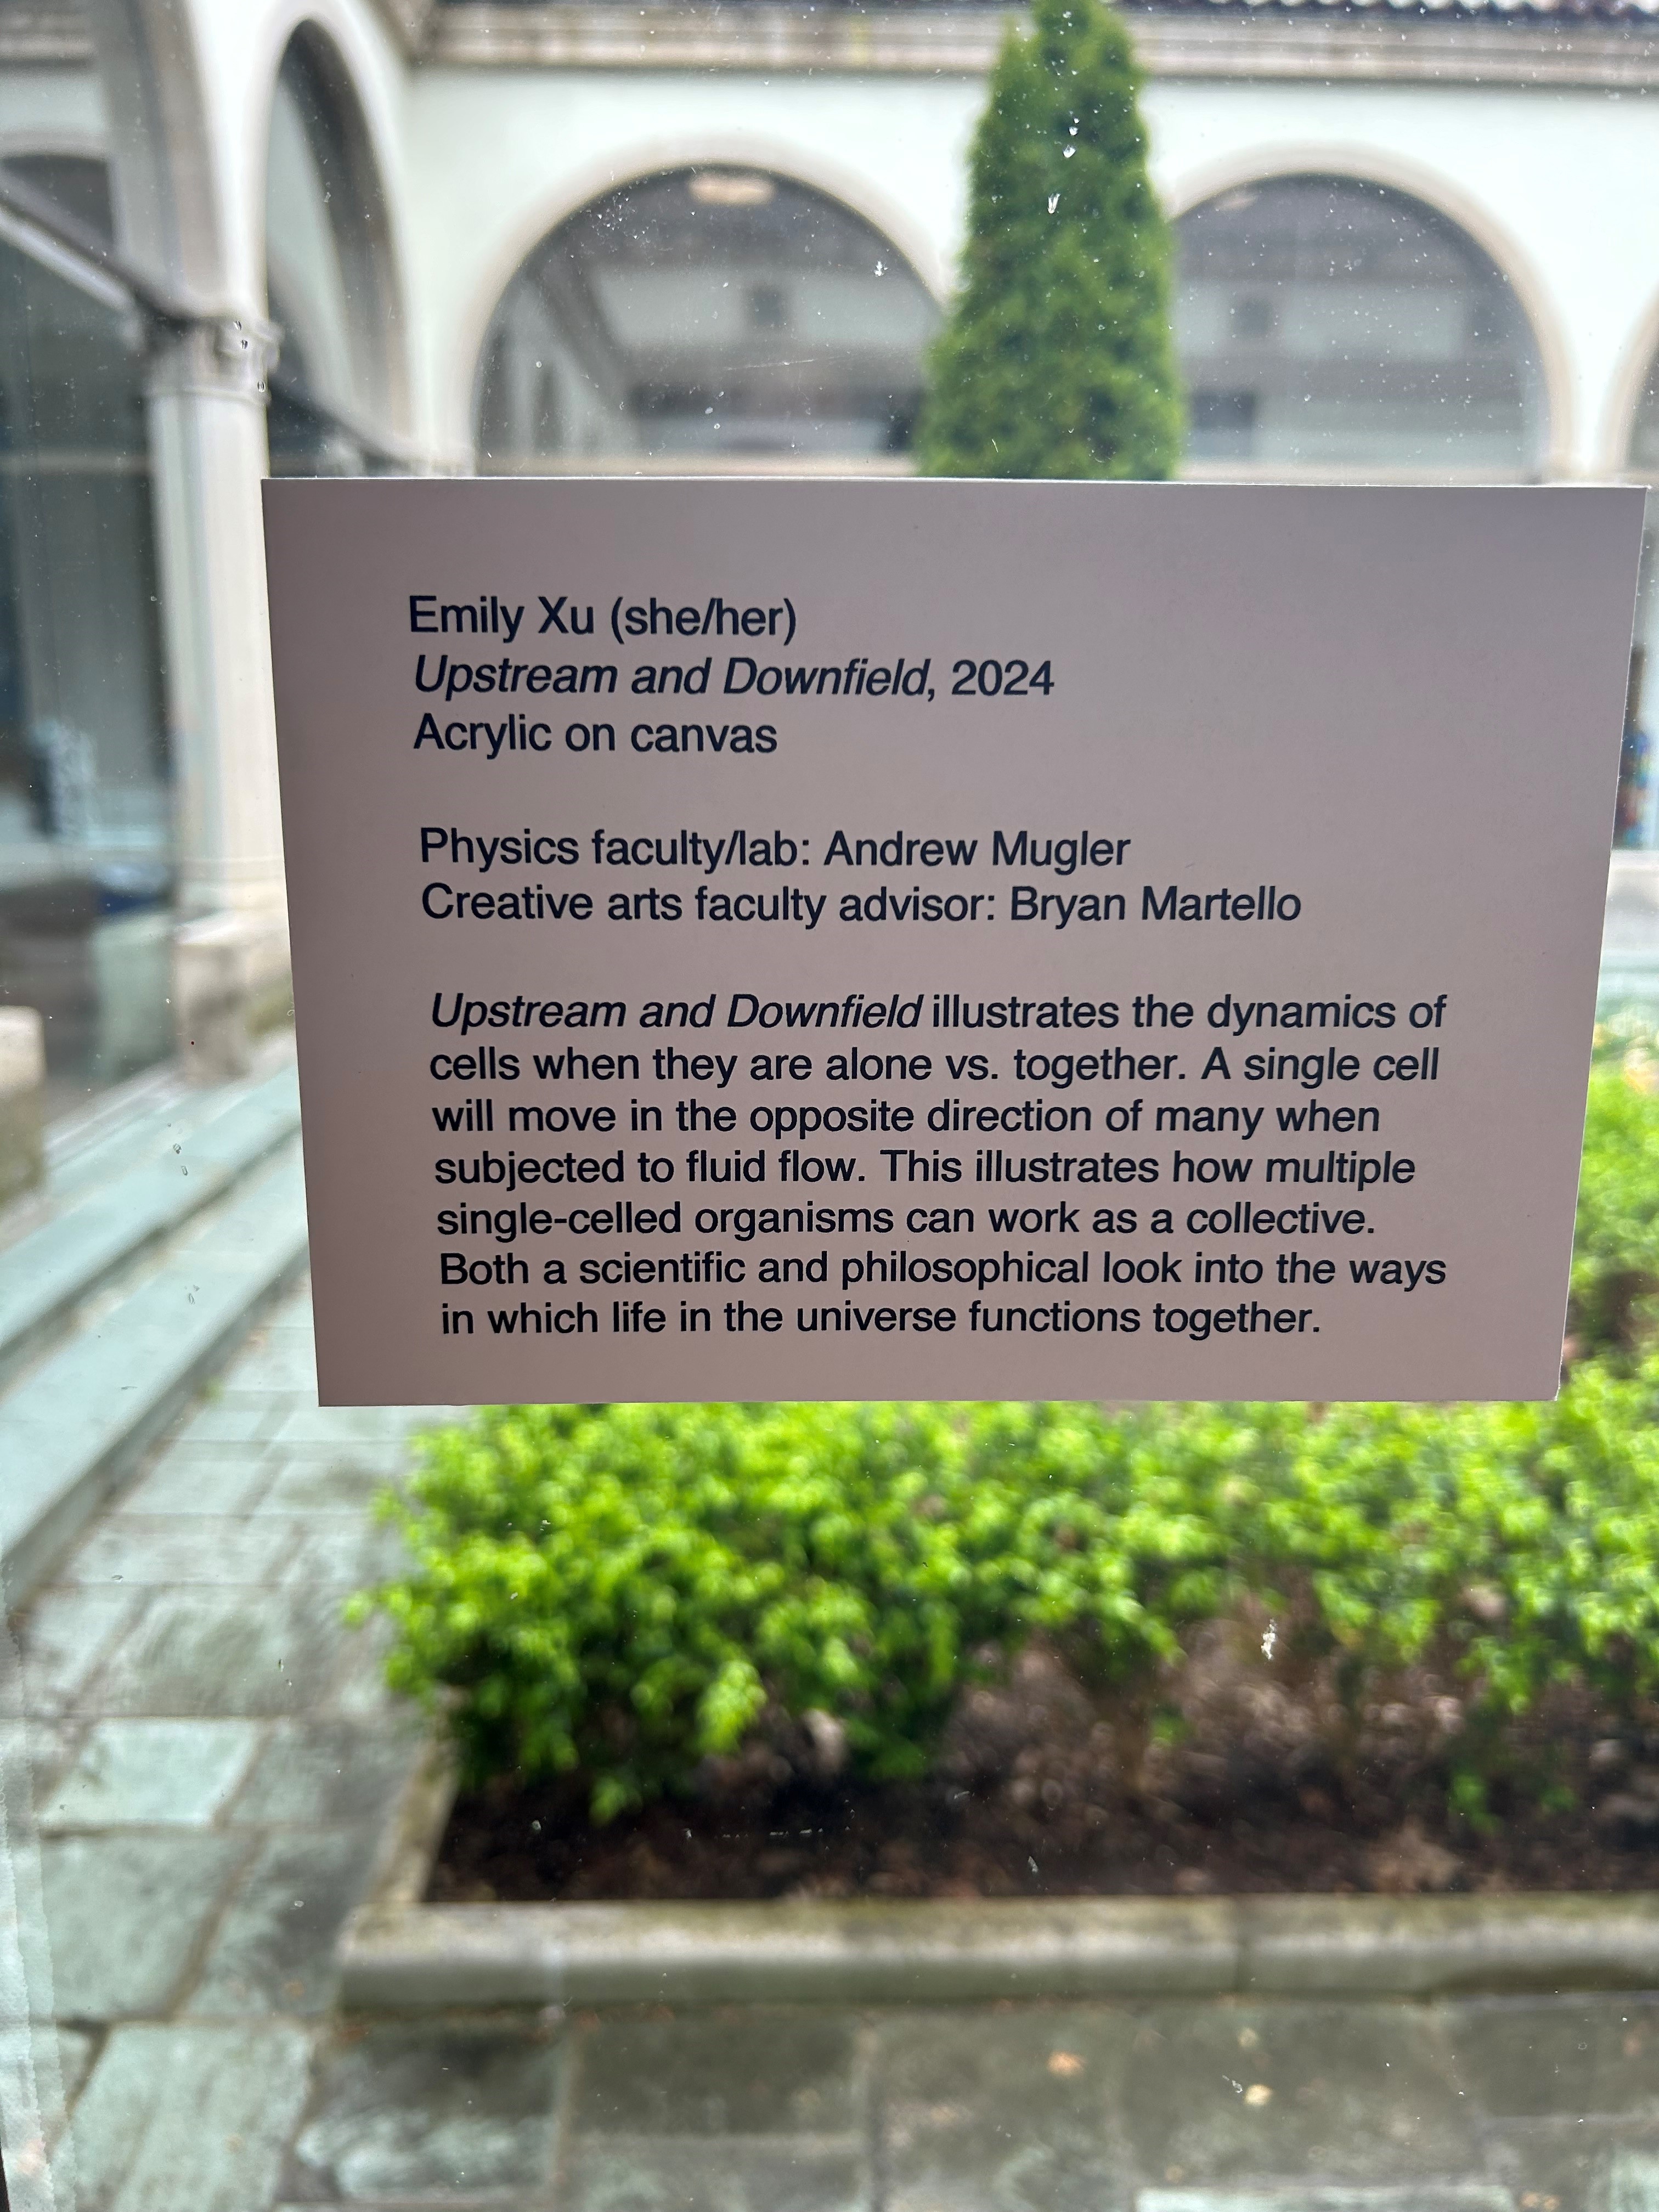 Emily Xu (she/her)
Upstream and Downfield, 2024
Acrylic on canvas
Physics faculty/lab: Andrew Mugler
Creative arts faculty advisor: Bryan Martello
Upstream and Downfield illustrates the dynamics of
cells when they are alone vs. together. A single cell
will move in the opposite direction of many when
subjected to fluid flow. This illustrates how multiple
single-celled organisms can work as a collective.
Both a scientific and philosophical look into the ways
in which life in the universe functions together.